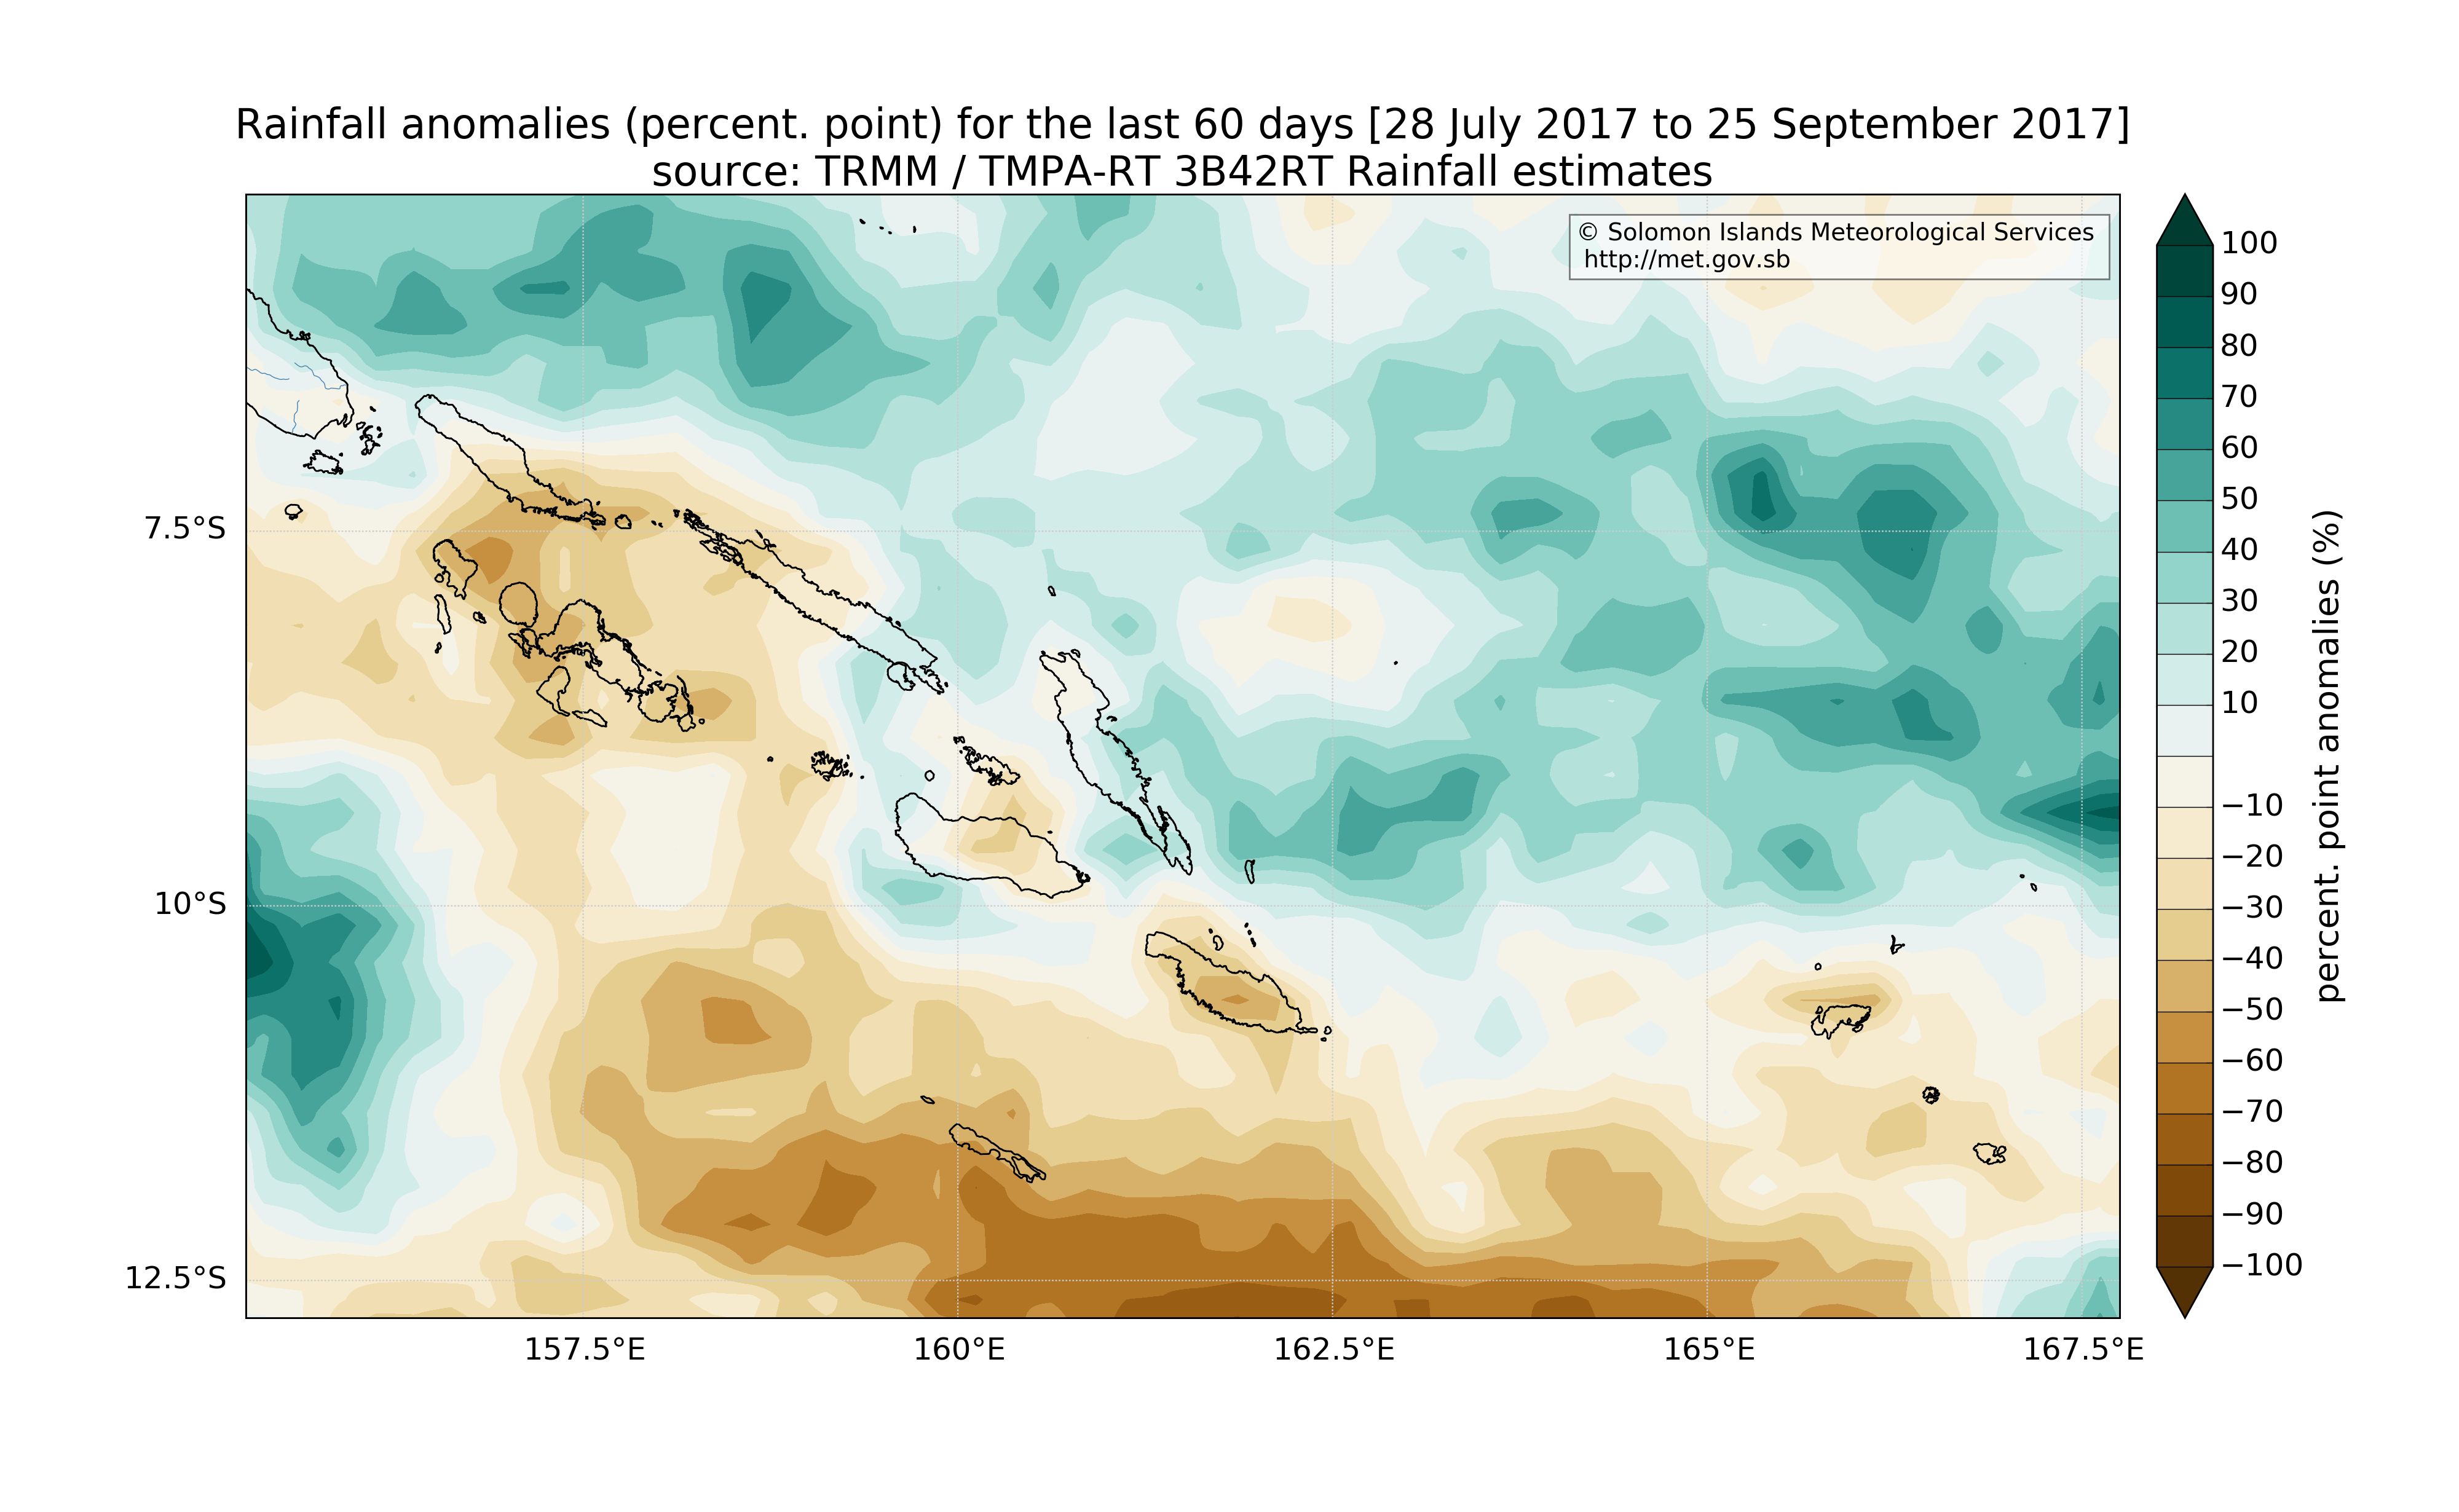 Rainfall anomalies (percent. point) for the last 60 days [28 July 2017 to 25 September 2017]
source: TRMM / TMPA-RT 3B42RT Rainfall estimates
© Solomon Islands Meteorological Services
http://met.gov.sb
7.5°S
10°S
12.5°S
157.5°E
160°E
162.5°E
165°E
167.5°E
100
90
80
70
60
50
40
30
20
10
−10
−20
−30
−40
−50
−60
−70
−80
−90
−100
percent. point anomalies (%)